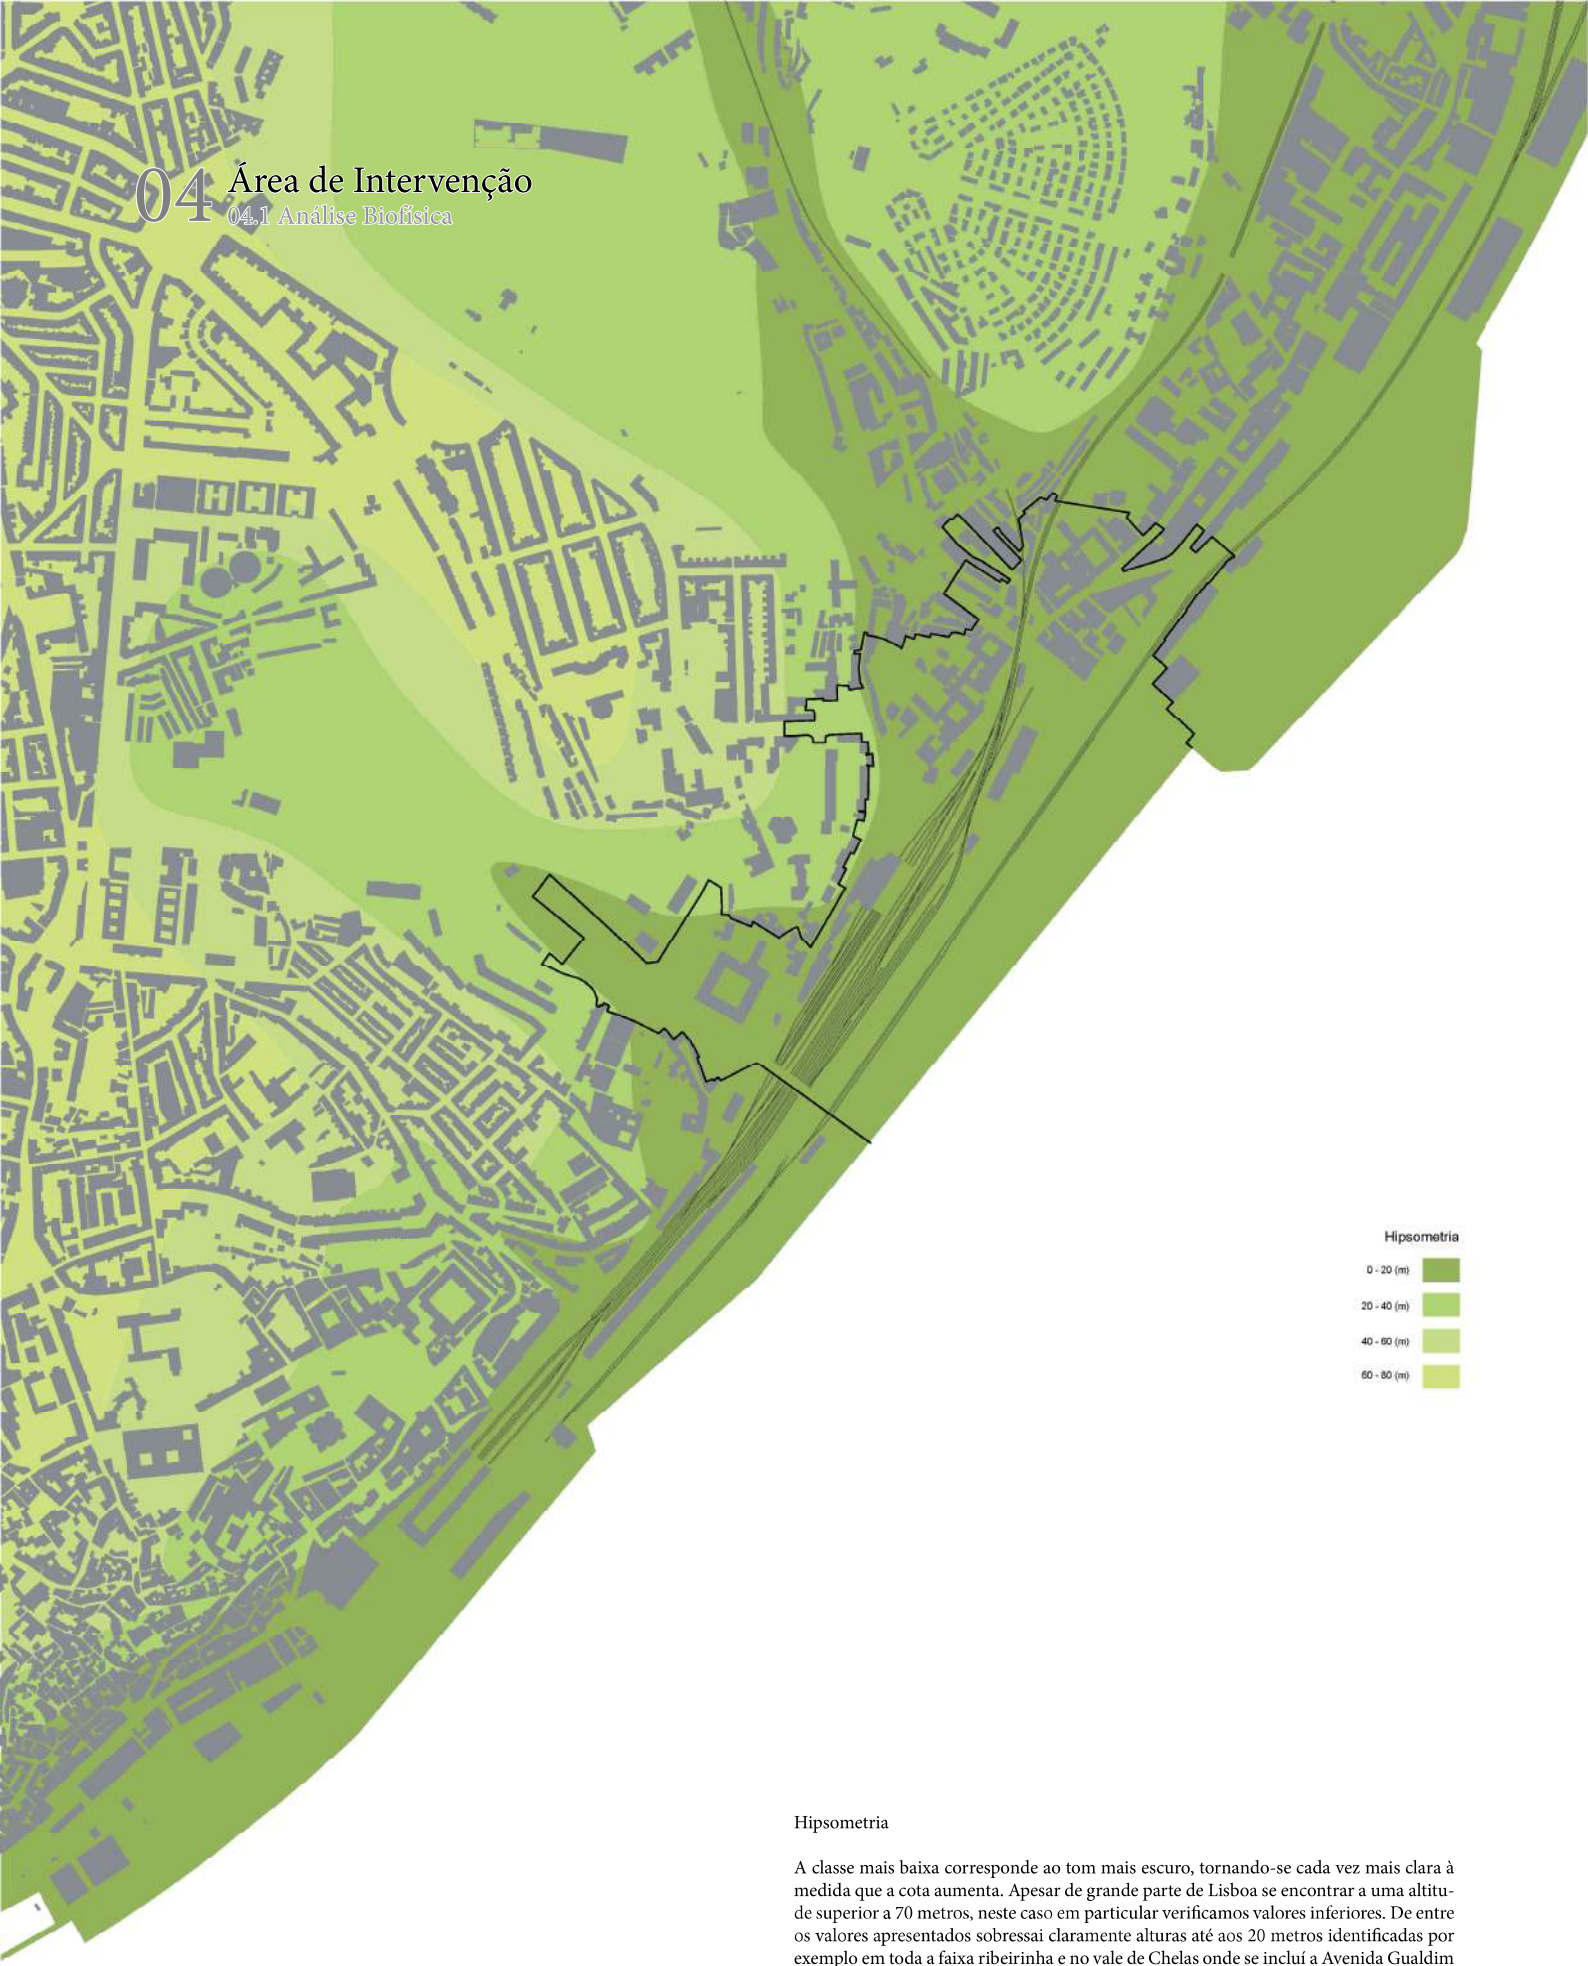 04 Área de Intervenção
04.1 Análise Biofísica
Hipsometria
0 - 20 (m)
20 - 40 (m)
40 - 60 (m)
60 - 80 (m)
Hipsometria
A classe mais baixa corresponde ao tom mais escuro, tornando-se cada vez mais clara à
medida que a cota aumenta. Apesar de grande parte de Lisboa se encontrar a uma altitu-
de superior a 70 metros, neste caso em particular verificamos valores inferiores. De entre
os valores apresentados sobressai claramente alturas até aos 20 metros identificadas por
exemplo em toda a faixa ribeirinha e no vale de Chelas onde se incluí a Avenida Gualdim